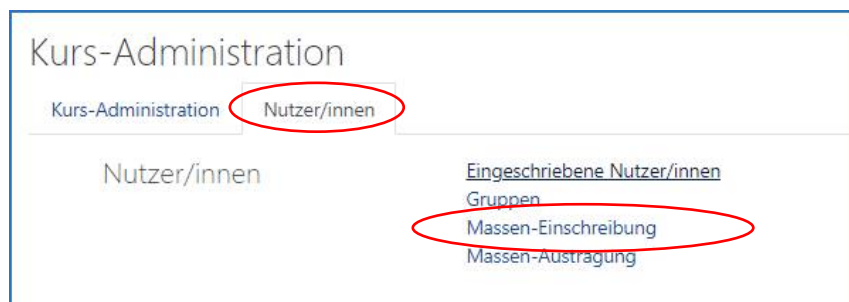 Kurs-Administration
Kurs-Administration Nutzer/innen
Nutzer/innen
Eingeschriebene Nutzer/innen
Gruppen
Massen-Einschreibung
Massen-Austragung